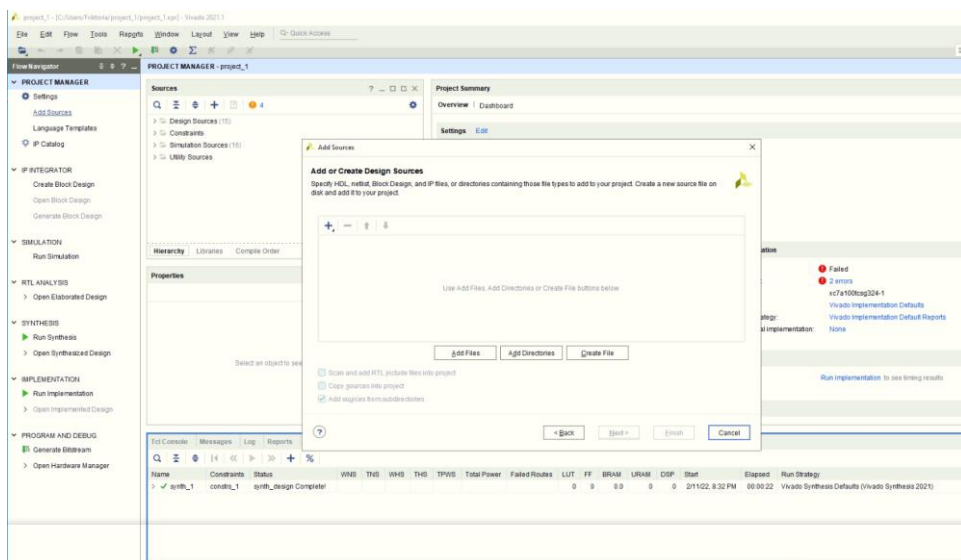 project_1 - [C:/Users/Fektoria/project_1/project_1.xpr] - Vivado 2021.1
File Edit Flow Tools Reports Window Layout View Help Quick Access
Flow Navigator
PROJECT MANAGER - project_1
PROJECT MANAGER
Settings
Add Sources
Language Templates
IP Catalog
IP INTEGRATOR
Create Block Design
Open Block Design
Generate Block Design
SIMULATION
Run Simulation
RTL ANALYSIS
Open Elaborated Design
SYNTHESIS
Run Synthesis
Open Synthesized Design
IMPLEMENTATION
Run Implementation
Open Implemented Design
PROGRAM AND DEBUG
Generate Bitstream
Open Hardware Manager
Sources
4
Design Sources (15)
Constraints
Simulation Sources (16)
Utility Sources
Hierarchy Libraries Compile Order
Properties
Select an object to see
Project Summary
Overview Dashboard
Settings Edit
Add Sources
Add or Create Design Sources
Specify HDL, netlist, Block Design, and IP files, or directories containing those file types to add to your project. Create a new source file on
disk and add it to your project.
Use Add Files, Add Directories or Create File buttons below
Add Files Add Directories Create File
Scan and add RTL include files into project
Copy sources into project
Add sources from subdirectories
< Back Next > Finish Cancel
ation
Failed
2 errors
xc7a100tcsg324-1
Vivado Implementation Defaults
ategy: Vivado Implementation Default Reports
al implementation: None
Run Implementation to see timing results
Tcl Console Messages Log Reports
Name Constraints Status WNS TNS WHS THS TPWS Total Power Failed Routes LUT FF BRAM URAM DSP Start Elapsed Run Strategy
synth_1 constrs_1 synth_design Complete! 0 0 0.0 0 0 2/11/22, 8:32 PM 00:00:22 Vivado Synthesis Defaults (Vivado Synthesis 2021)